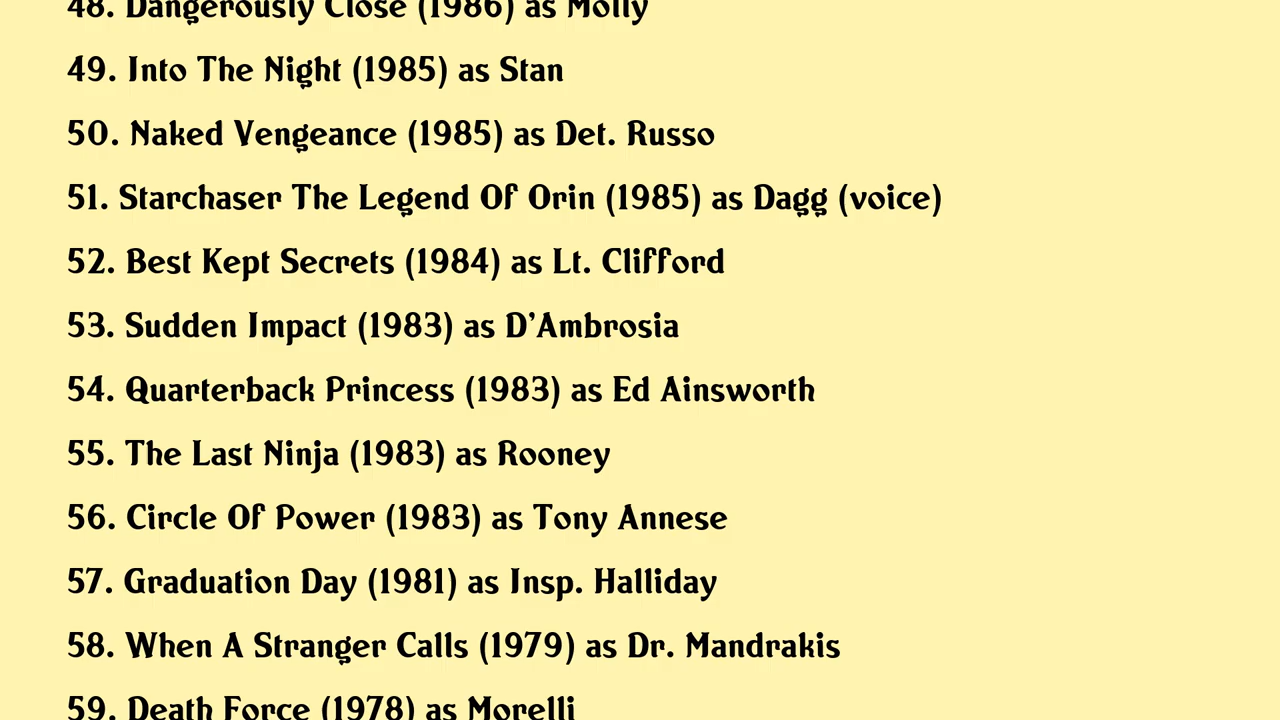 48. Dangerously Close (1986) as Molly
49. Into The Night (1985) as Stan
50. Naked Vengeance (1985) as Det. Russo
51. Starchaser The Legend Of Orin (1985) as Dagg (voice)
52. Best Kept Secrets (1984) as Lt. Clifford
53. Sudden Impact (1983) as D'Ambrosia
54. Quarterback Princess (1983) as Ed Ainsworth
55. The Last Ninja (1983) as Rooney
56. Circle Of Power (1983) as Tony Annese
57. Graduation Day (1981) as Insp. Halliday
58. When A Stranger Calls (1979) as Dr. Mandrakis
59. Death Force (1978) as Morelli